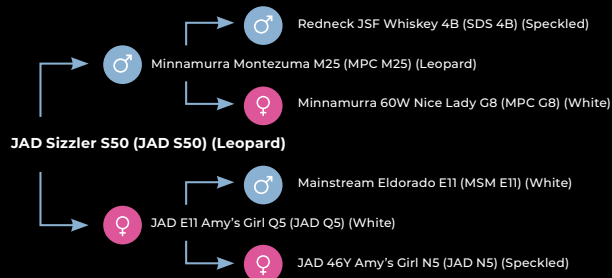 Redneck JSF Whiskey 4B (SDS 4B) (Speckled)
Minnamurra Montezuma M25 (MPC M25) (Leopard)
Minnamurra 60W Nice Lady G8 (MPC G8) (White)
JAD Sizzler S50 (JAD S50) (Leopard)
Mainstream Eldorado E11 (MSM E11) (White)
JAD E11 Amy's Girl Q5 (JAD Q5) (White)
JAD 46Y Amy's Girl N5 (JAD N5) (Speckled)